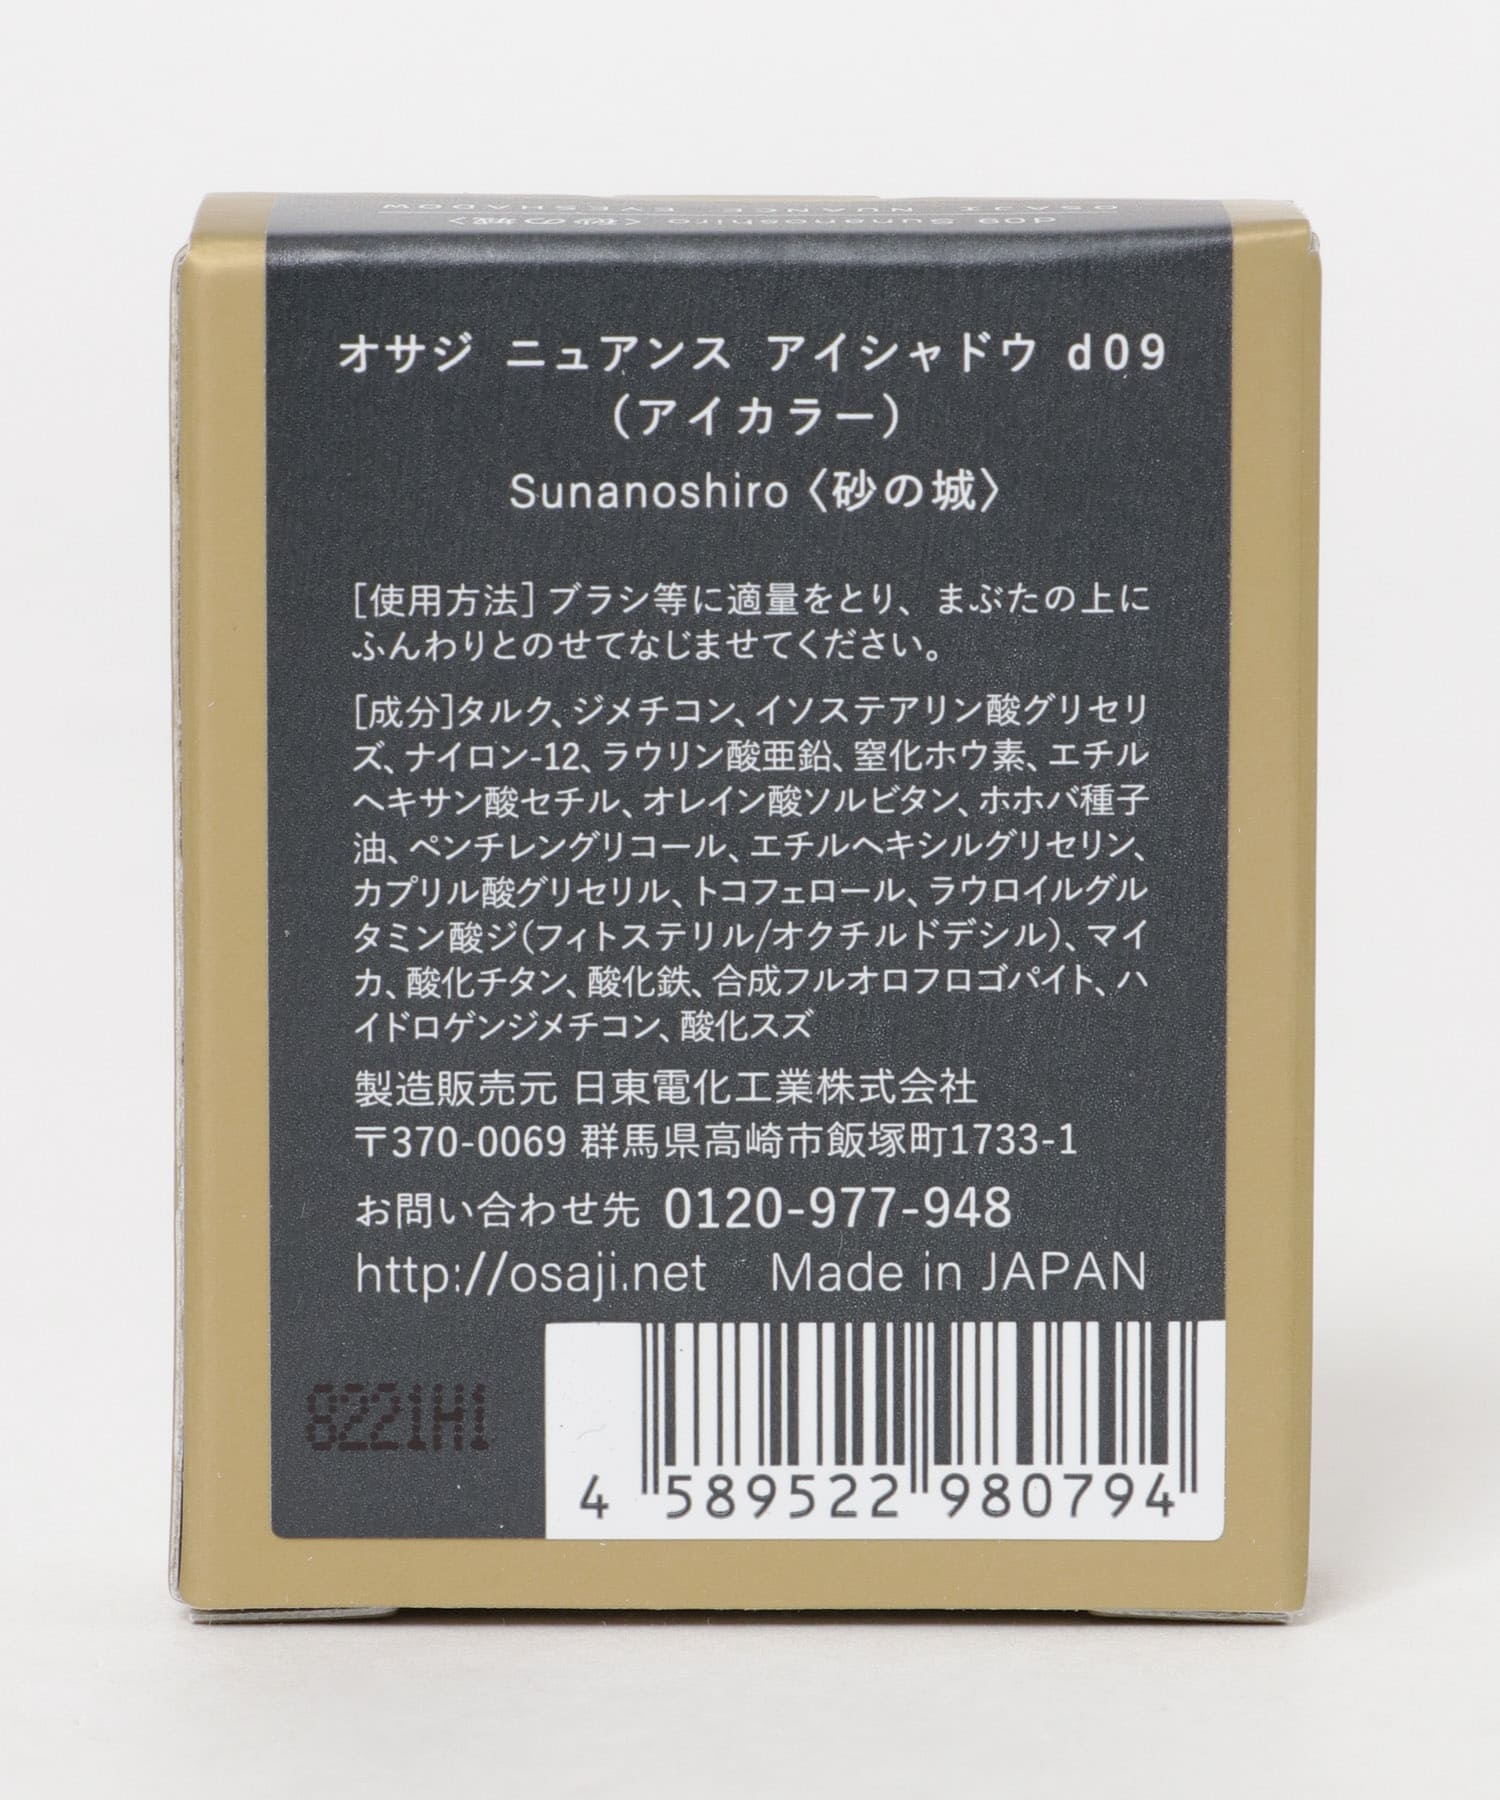 OSAJI NUANCE EYESHADOW
d09 Sunanoshiro〈砂の城〉
オサジ ニュアンス アイシャドウ d09
（アイカラー）
Sunanoshiro〈砂の城〉
[使用方法] ブラシ等に適量をとり、まぶたの上に
ふんわりとのせてなじませてください。
[成分]タルク、ジメチコン、イソステアリン酸グリセリ
ズ、ナイロン-12、ラウリン酸亜鉛、窒化ホウ素、エチル
ヘキサン酸セチル、オレイン酸ソルビタン、ホホバ種子
油、ペンチレングリコール、エチルヘキシルグリセリン、
カプリル酸グリセリル、トコフェロール、ラウロイルグル
タミン酸ジ(フィトステリル/オクチルドデシル)、マイ
カ、酸化チタン、酸化鉄、合成フルオロフロゴパイト、ハ
イドロゲンジメチコン、酸化スズ
製造販売元 日東電化工業株式会社
〒370-0069 群馬県高崎市飯塚町1733-1
お問い合わせ先 0120-977-948
http://osaji.net Made in JAPAN
8221H1
4 589522 980794